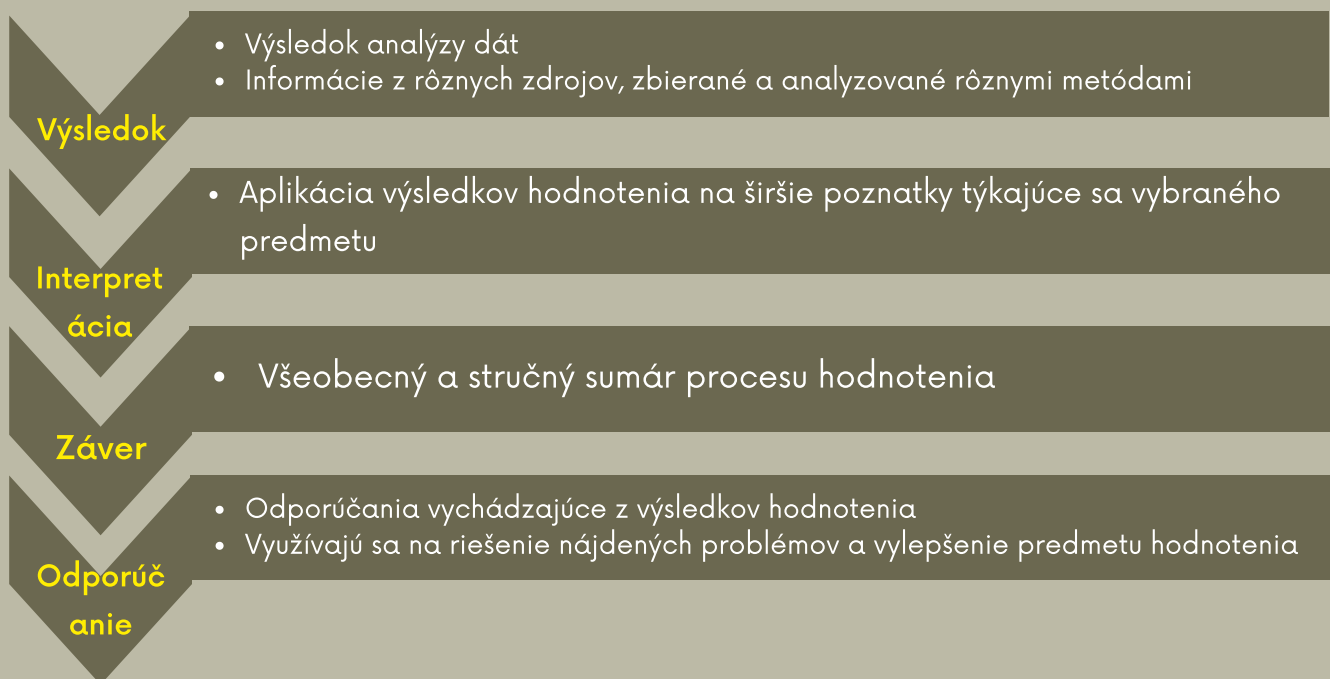 • Výsledok analýzy dát
• Informácie z rôznych zdrojov, zbierané a analyzované rôznymi metódami
Výsledok
• Aplikácia výsledkov hodnotenia na širšie poznatky týkajúce sa vybraného
predmetu
Interpret
ácia
• Všeobecný a stručný sumár procesu hodnotenia
Záver
• Odporúčania vychádzajúce z výsledkov hodnotenia
• Využívajú sa na riešenie nájdených problémov a vylepšenie predmetu hodnotenia
Odporúč
anie